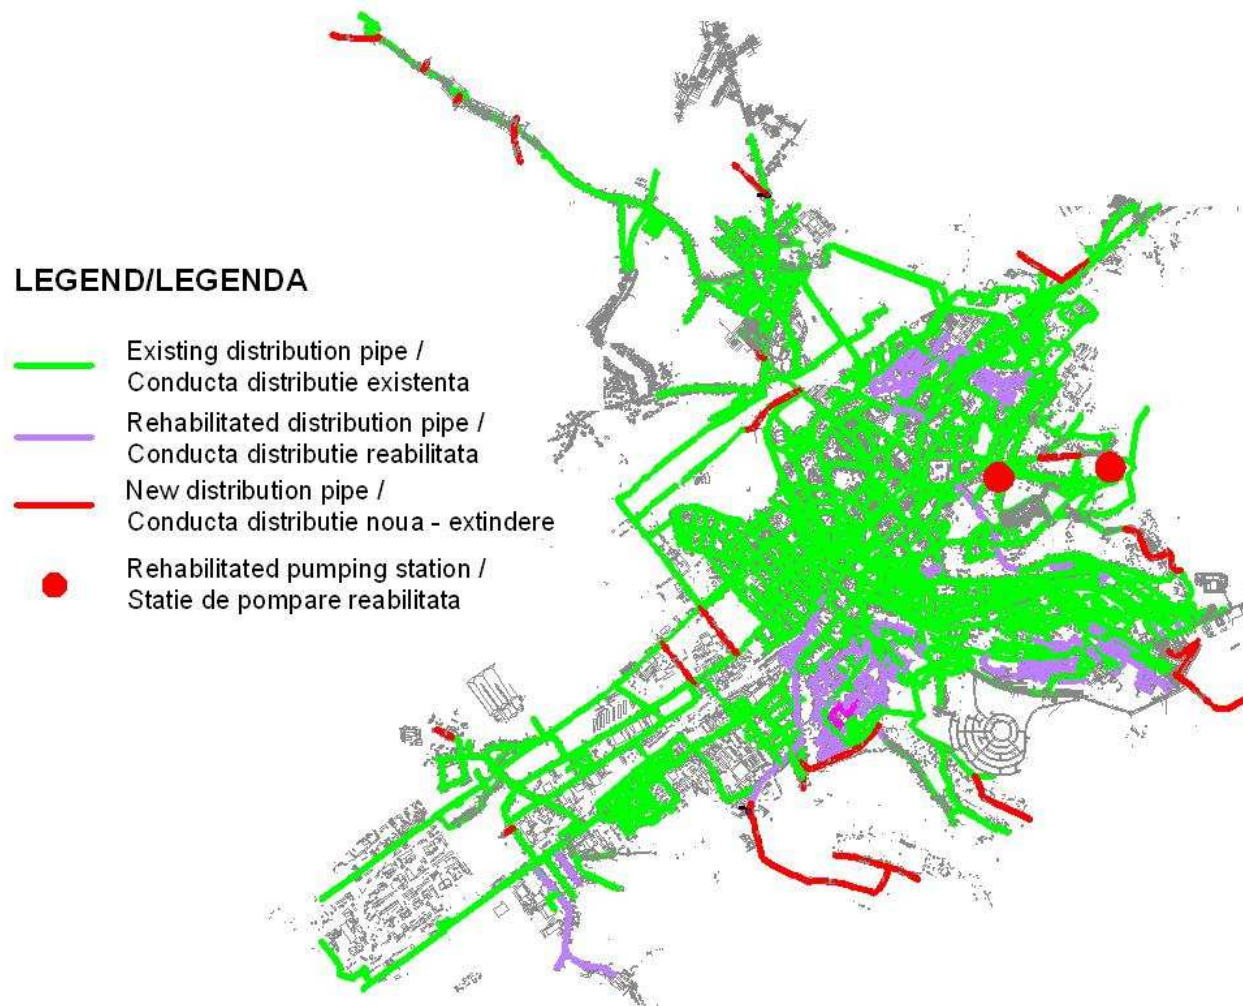 LEGEND/LEGENDA
Existing distribution pipe /
Conducta distributie existenta
Rehabilitated distribution pipe /
Conducta distributie reabilitata
New distribution pipe /
Conducta distributie noua - extindere
Rehabilitated pumping station /
Statie de pompare reabilitata